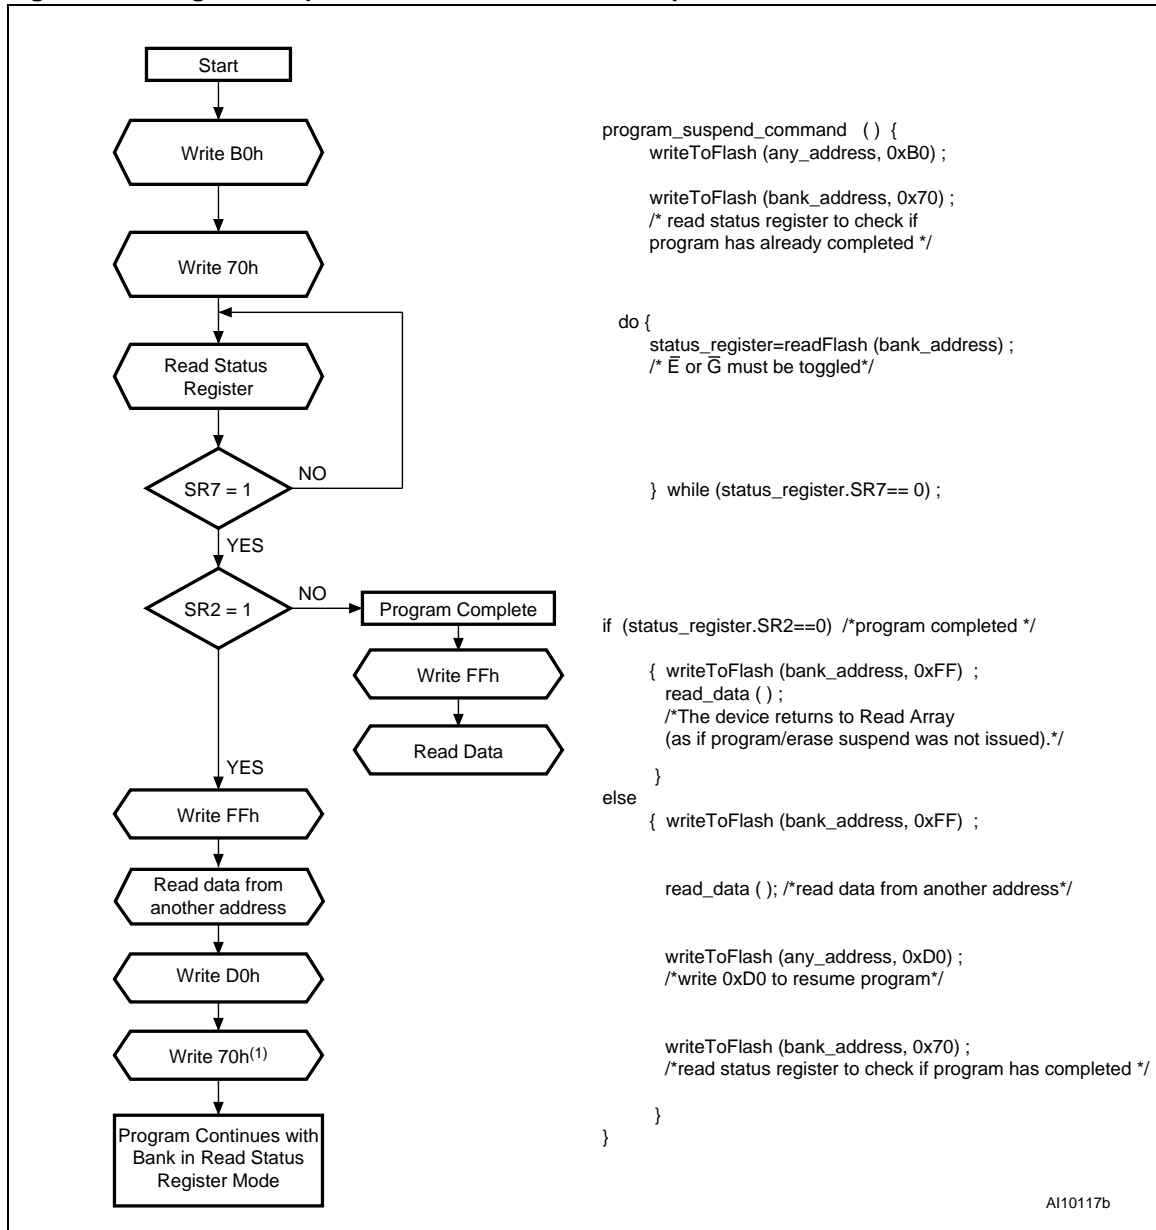 Start
Write B0h
Write 70h
Read Status
Register
NO
SR7 = 1
YES
NO
SR2 = 1
Program Complete
Write FFh
Read Data
YES
Write FFh
Read data from
another address
Write D0h
Write 70h(1)
Program Continues with
Bank in Read Status
Register Mode
program_suspend_command ( ) {
writeToFlash (any_address, 0xB0) ;
writeToFlash (bank_address, 0x70) ;
/* read status register to check if
program has already completed */
do {
status_register=readFlash (bank_address) ;
/* E̅ or G̅ must be toggled*/
} while (status_register.SR7== 0) ;
if (status_register.SR2==0) /*program completed */
{ writeToFlash (bank_address, 0xFF) ;
read_data ( ) ;
/*The device returns to Read Array
(as if program/erase suspend was not issued).*/
}
else
{ writeToFlash (bank_address, 0xFF) ;
read_data ( ); /*read data from another address*/
writeToFlash (any_address, 0xD0) ;
/*write 0xD0 to resume program*/
writeToFlash (bank_address, 0x70) ;
/*read status register to check if program has completed */
}
}
AI10117b